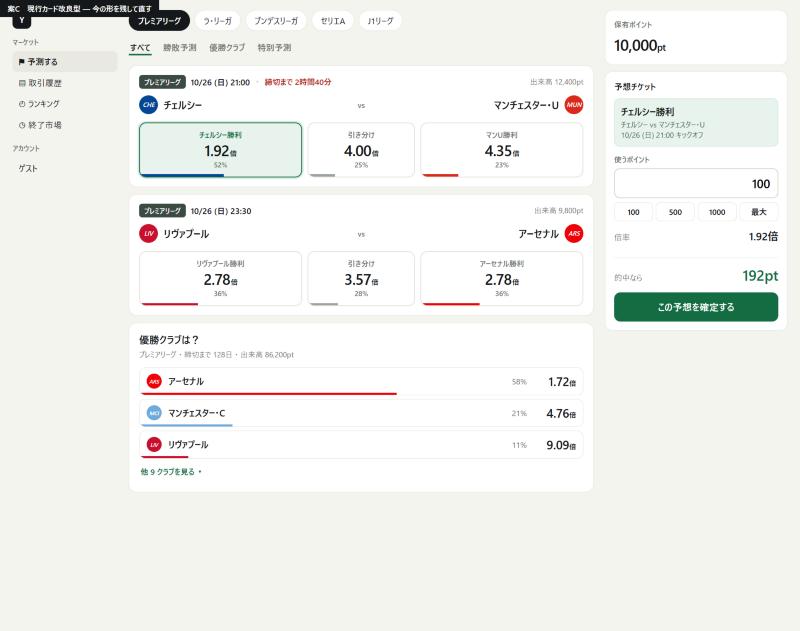 案C 現行カード改良型 — 今の形を残して直す
Y
マーケット
予測する
取引履歴
ランキング
終了市場
アカウント
ゲスト
プレミアリーグ ラ・リーガ ブンデスリーガ セリエA J1リーグ
すべて 勝敗予測 優勝クラブ 特別予測
プレミアリーグ 10/26 (日) 21:00 ・ 締切まで 2時間40分 出来高 12,400pt
CHE チェルシー vs マンチェスター・U MUN
チェルシー勝利 引き分け マンU勝利
1.92倍 4.00倍 4.35倍
52% 25% 23%
プレミアリーグ 10/26 (日) 23:30 出来高 9,800pt
LIV リヴァプール vs アーセナル ARS
リヴァプール勝利 引き分け アーセナル勝利
2.78倍 3.57倍 2.78倍
36% 28% 36%
優勝クラブは？
プレミアリーグ・締切まで 128日・出来高 86,200pt
ARS アーセナル 58% 1.72倍
MCI マンチェスター・C 21% 4.76倍
LIV リヴァプール 11% 9.09倍
他 9 クラブを見る
保有ポイント
10,000pt
予想チケット
チェルシー勝利
チェルシー vs マンチェスター・U
10/26 (日) 21:00 キックオフ
使うポイント
100
100 500 1000 最大
倍率 1.92倍
的中なら 192pt
この予想を確定する